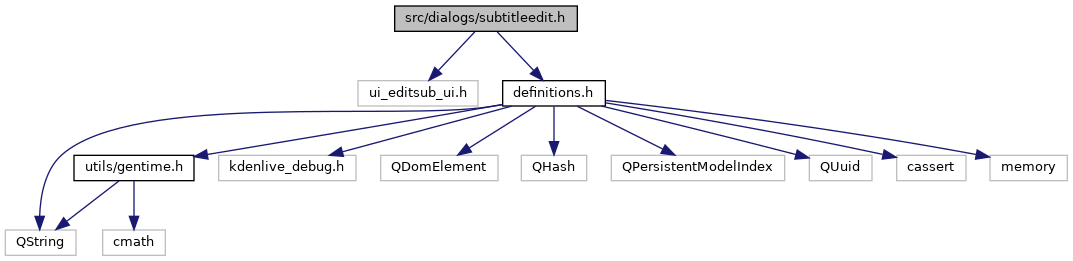 src/dialogs/subtitleedit.h
ui_editsub_ui.h
definitions.h
utils/gentime.h
kdenlive_debug.h
QDomElement
QHash
QPersistentModelIndex
QUuid
cassert
memory
QString
cmath